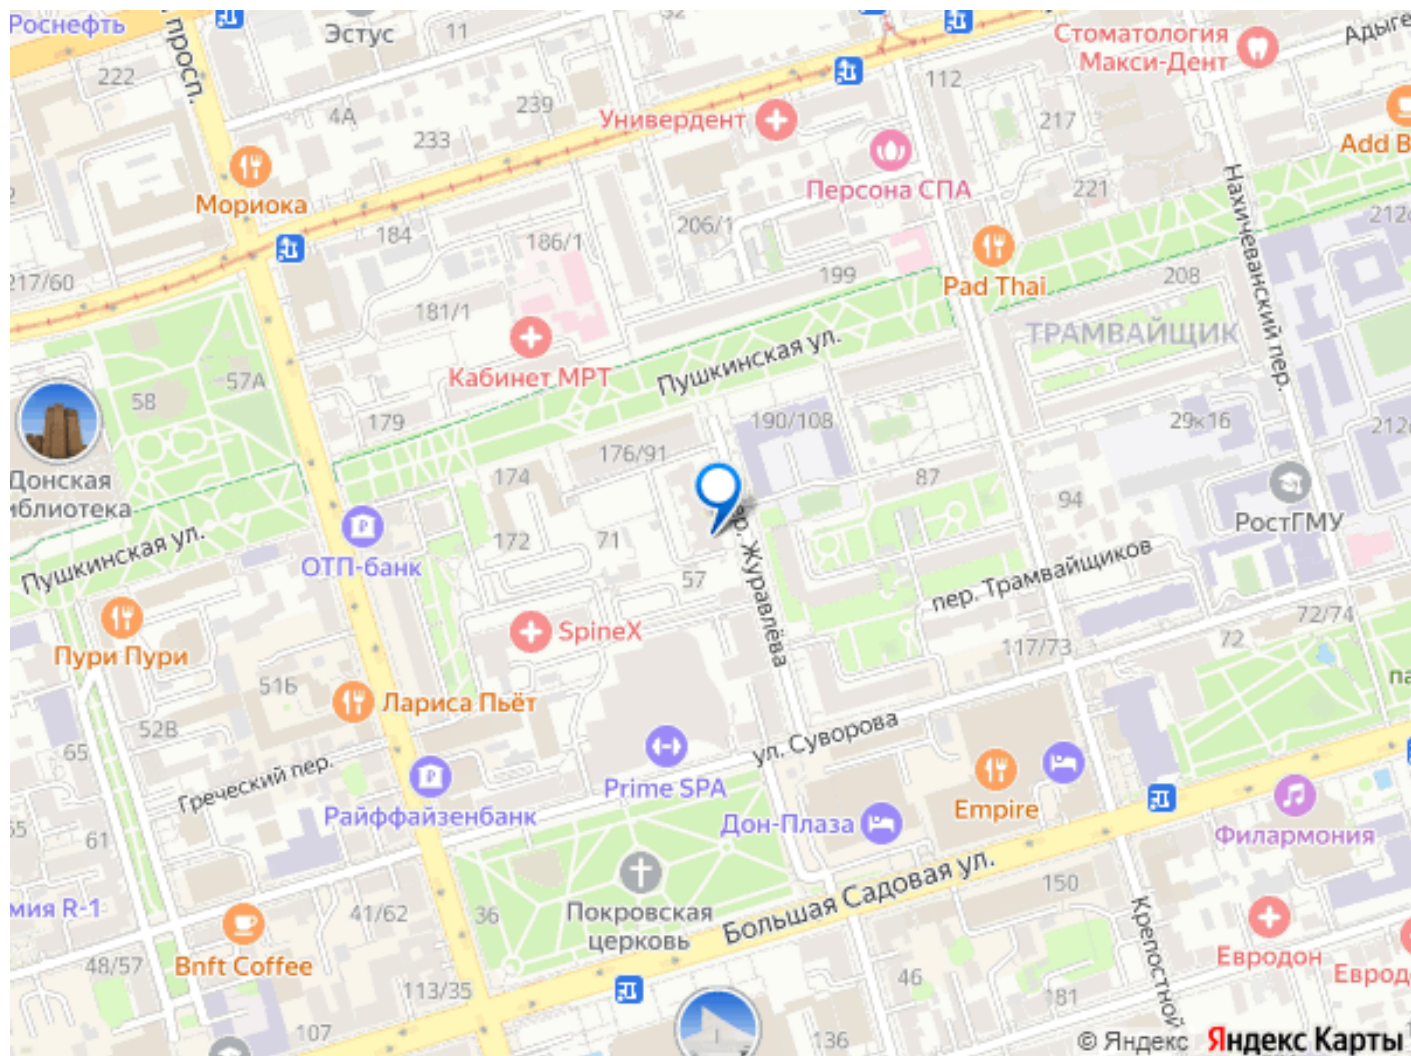 Роснефть
просп.
Эстус
11
Стоматология
Макси-Дент
222
4А
239
233
Универдент
112
217
Add B
Мориока
Персона СПА
221
Нахичеванский пер.
184
186/1
206/1
199
Pad Thai
208
217/60
181/1
ТРАМВАЙЩИК
Пушкинская ул.
Кабинет МРТ
57А
58
179
190/108
29к16
176/91
174
87
94
Донская
172
71
РостГМУ
Пушкинская ул.
ОТП-банк
57
пер. Трамвайщиков
Журавлёва
72/74
72
117/73
Пури Пури
SpineX
51Б
Лариса Пьёт
52В
65
ул. Суворова
Греческий пер.
Prime SPA
Empire
Райффайзенбанк
Дон-Плаза
Филармония
61
мия R-1
41/62
36
Покровская
церковь
Большая Садовая ул.
150
Крепостной
48/57
Bnft Coffee
46
Евродон
113/35
181
107
136
© Яндекс Яндекс Карты